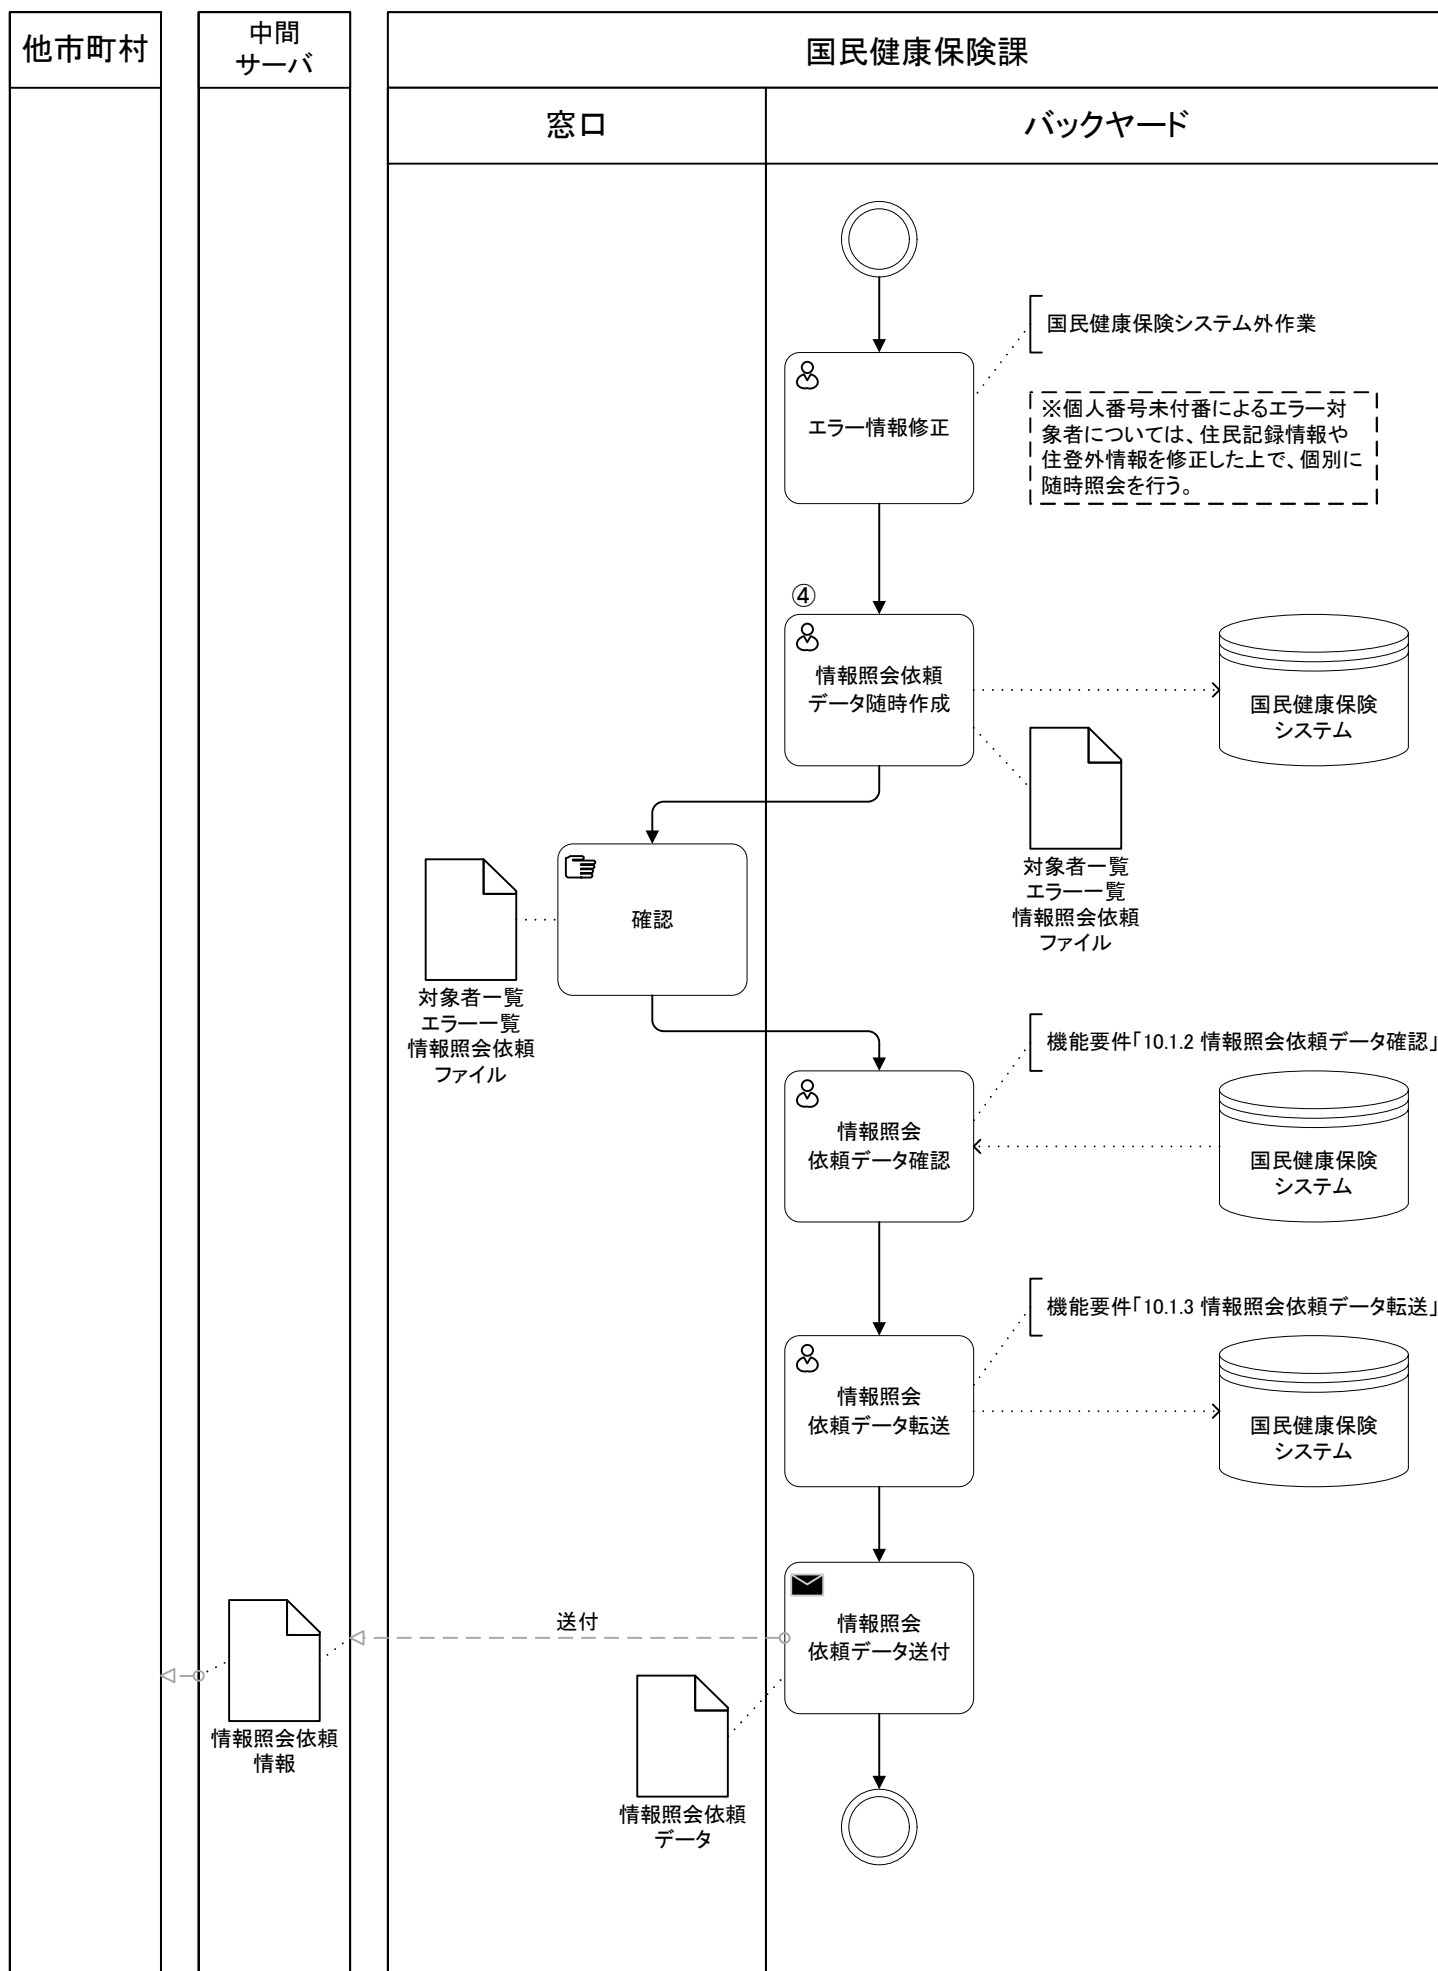 他市町村
中間
サーバ
国民健康保険課
窓口
バックヤード
国民健康保険システム外作業
エラー情報修正
※個人番号未付番によるエラー対
象者については、住民記録情報や
住登外情報を修正した上で、個別に
随時照会を行う。
④
情報照会依頼
データ随時作成
国民健康保険
システム
対象者一覧
エラー一覧
情報照会依頼
ファイル
確認
対象者一覧
エラー一覧
情報照会依頼
ファイル
機能要件「10.1.2 情報照会依頼データ確認」
情報照会
依頼データ確認
国民健康保険
システム
機能要件「10.1.3 情報照会依頼データ転送」
情報照会
依頼データ転送
国民健康保険
システム
送付
情報照会
依頼データ送付
情報照会依頼
情報
情報照会依頼
データ